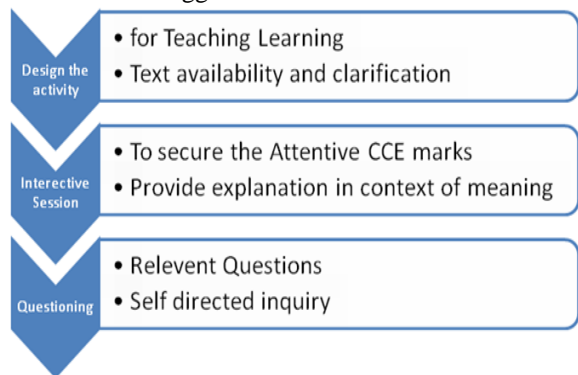 gg
Design the
activity
• for Teaching Learning
• Text availability and clarification
Interective
Session
• To secure the Attentive CCE marks
• Provide explanation in context of meaning
Questioning
• Relevent Questions
• Self directed inquiry